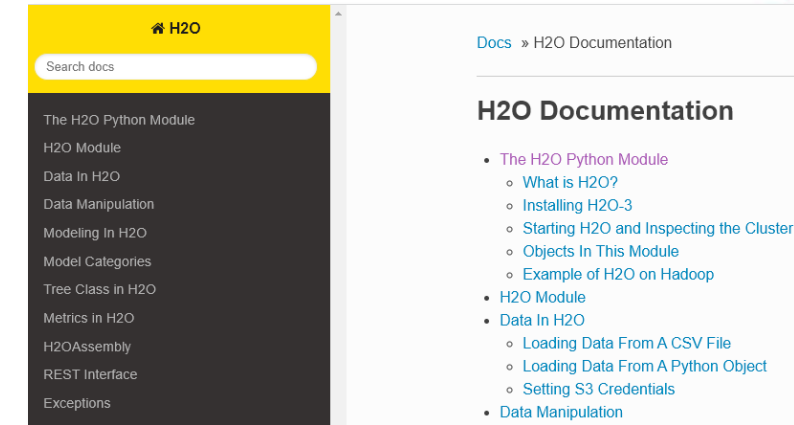 H2O
Search docs
The H2O Python Module
H2O Module
Data In H2O
Data Manipulation
Modeling In H2O
Model Categories
Tree Class in H2O
Metrics in H2O
H2OAssembly
REST Interface
Exceptions
Docs » H2O Documentation
H2O Documentation
The H2O Python Module
What is H2O?
Installing H2O-3
Starting H2O and Inspecting the Cluster
Objects In This Module
Example of H2O on Hadoop
H2O Module
Data In H2O
Loading Data From A CSV File
Loading Data From A Python Object
Setting S3 Credentials
Data Manipulation